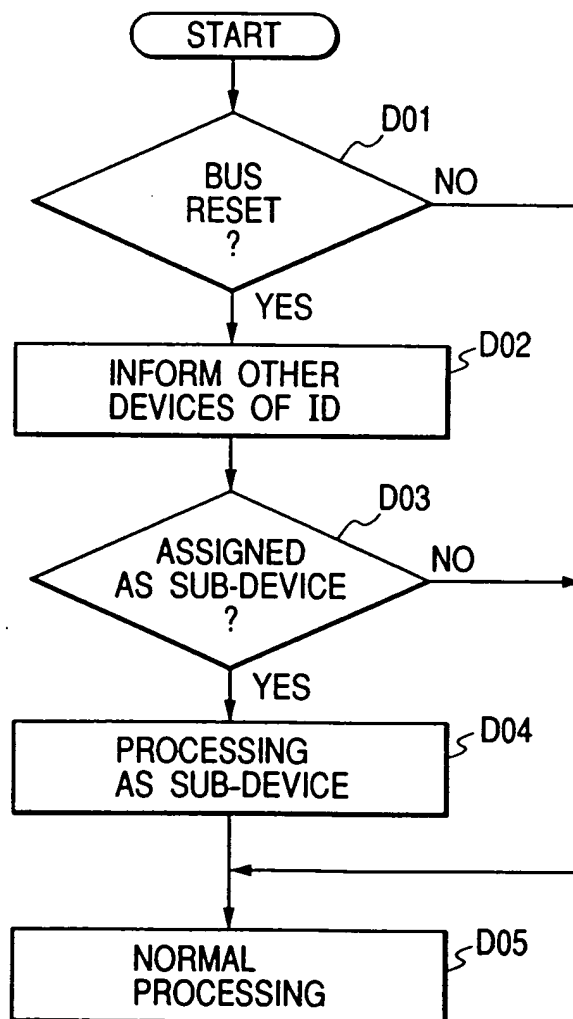 START
D01
BUS
RESET
?
NO
YES
D02
INFORM OTHER
DEVICES OF ID
D03
ASSIGNED
AS SUB-DEVICE
?
NO
YES
D04
PROCESSING
AS SUB-DEVICE
D05
NORMAL
PROCESSING